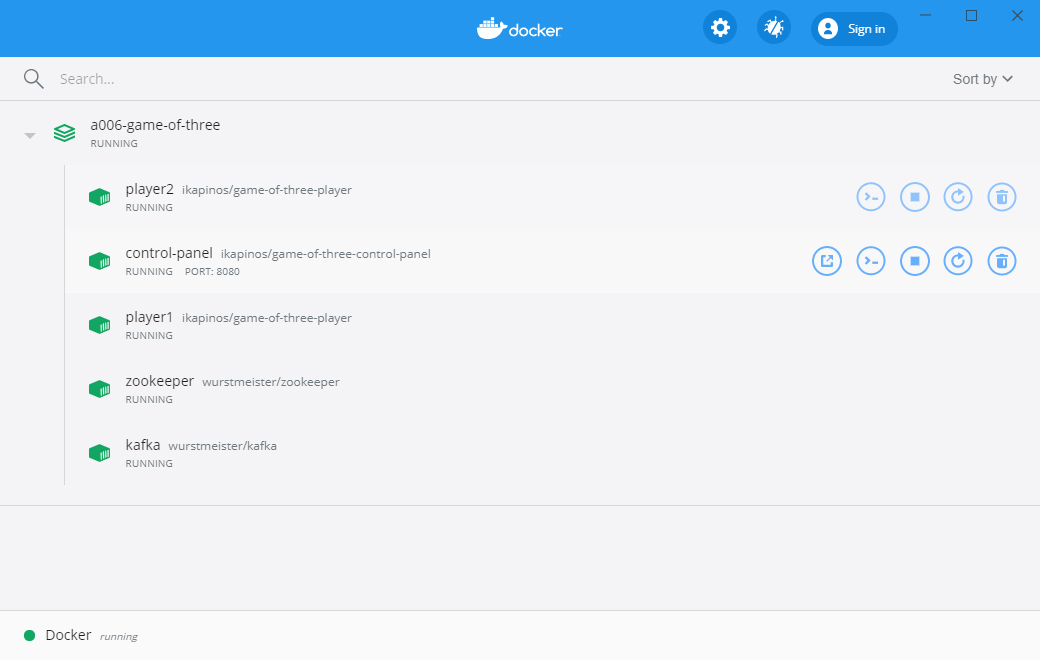 docker
Sign in
Search...
Sort by
a006-game-of-three
RUNNING
player2 ikapinos/game-of-three-player
RUNNING
control-panel ikapinos/game-of-three-control-panel
RUNNING PORT: 8080
player1 ikapinos/game-of-three-player
RUNNING
zookeeper wurstmeister/zookeeper
RUNNING
kafka wurstmeister/kafka
RUNNING
Docker running